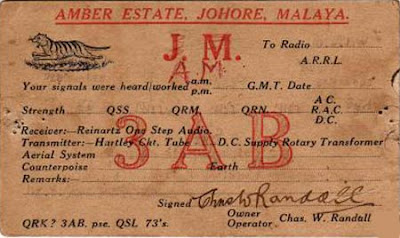 AMBER ESTATE, JOHORE, MALAYA.
J. M. To Radio
A M A.R.R.L.
Your signals were heard/worked a.m. p.m. G.M.T. Date
A C.
Strength QSS QRM. QRN. R.A.C.
D.C.
Receiver:—Reinartz One Step Audio.
Transmitter:—Hartley Ckt. Tube D.C. Supply Rotary Transformer
3 A B
Aerial System
Counterpoise Earth
Remarks:—
Signed Chas W Randall
QRK? 3AB. pse. QSL 73's. Owner Operator Chas. W. Randall